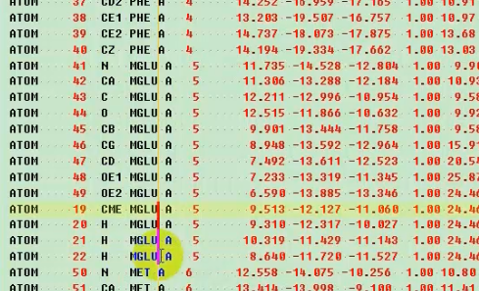 ATOM 37 CD2 PHE A 4 14.252 -16.959 -17.165 1.00 10.91
ATOM 38 CE1 PHE A 4 13.203 -19.507 -16.757 1.00 10.97
ATOM 39 CE2 PHE A 4 14.737 -18.073 -17.875 1.00 13.68
ATOM 40 CZ PHE A 4 14.194 -19.334 -17.662 1.00 13.03
ATOM 41 N MGLU A 5 11.735 -14.528 -12.804 1.00 9.58
ATOM 42 CA MGLU A 5 11.306 -13.288 -12.184 1.00 10.93
ATOM 43 C MGLU A 5 12.211 -12.996 -10.954 1.00 9.5
ATOM 44 O MGLU A 5 12.515 -11.866 -10.632 1.00 9.92
ATOM 45 CB MGLU A 5 9.901 -13.444 -11.758 1.00 9.58
ATOM 46 CG MGLU A 5 8.948 -13.592 -12.964 1.00 15.91
ATOM 47 CD MGLU A 5 7.492 -13.611 -12.523 1.00 20.54
ATOM 48 OE1 MGLU A 5 7.233 -13.319 -11.345 1.00 25.87
ATOM 49 OE2 MGLU A 5 6.590 -13.885 -13.346 1.00 24.46
ATOM 19 CME MGLU A 5 9.513 -12.127 -11.060 1.00 24.46
ATOM 20 H MGLU A 5 9.310 -12.317 -10.027 1.00 24.46
ATOM 21 H MGLU A 5 10.319 -11.429 -11.143 1.00 24.46
ATOM 22 H MGLU A 5 8.640 -11.720 -11.527 1.00 24.46
ATOM 50 N MET A 6 12.558 -14.075 -10.256 1.00 10.80
ATOM 51 CA MET A 6 13.414 -13.998 -9.100 1.00 11.41